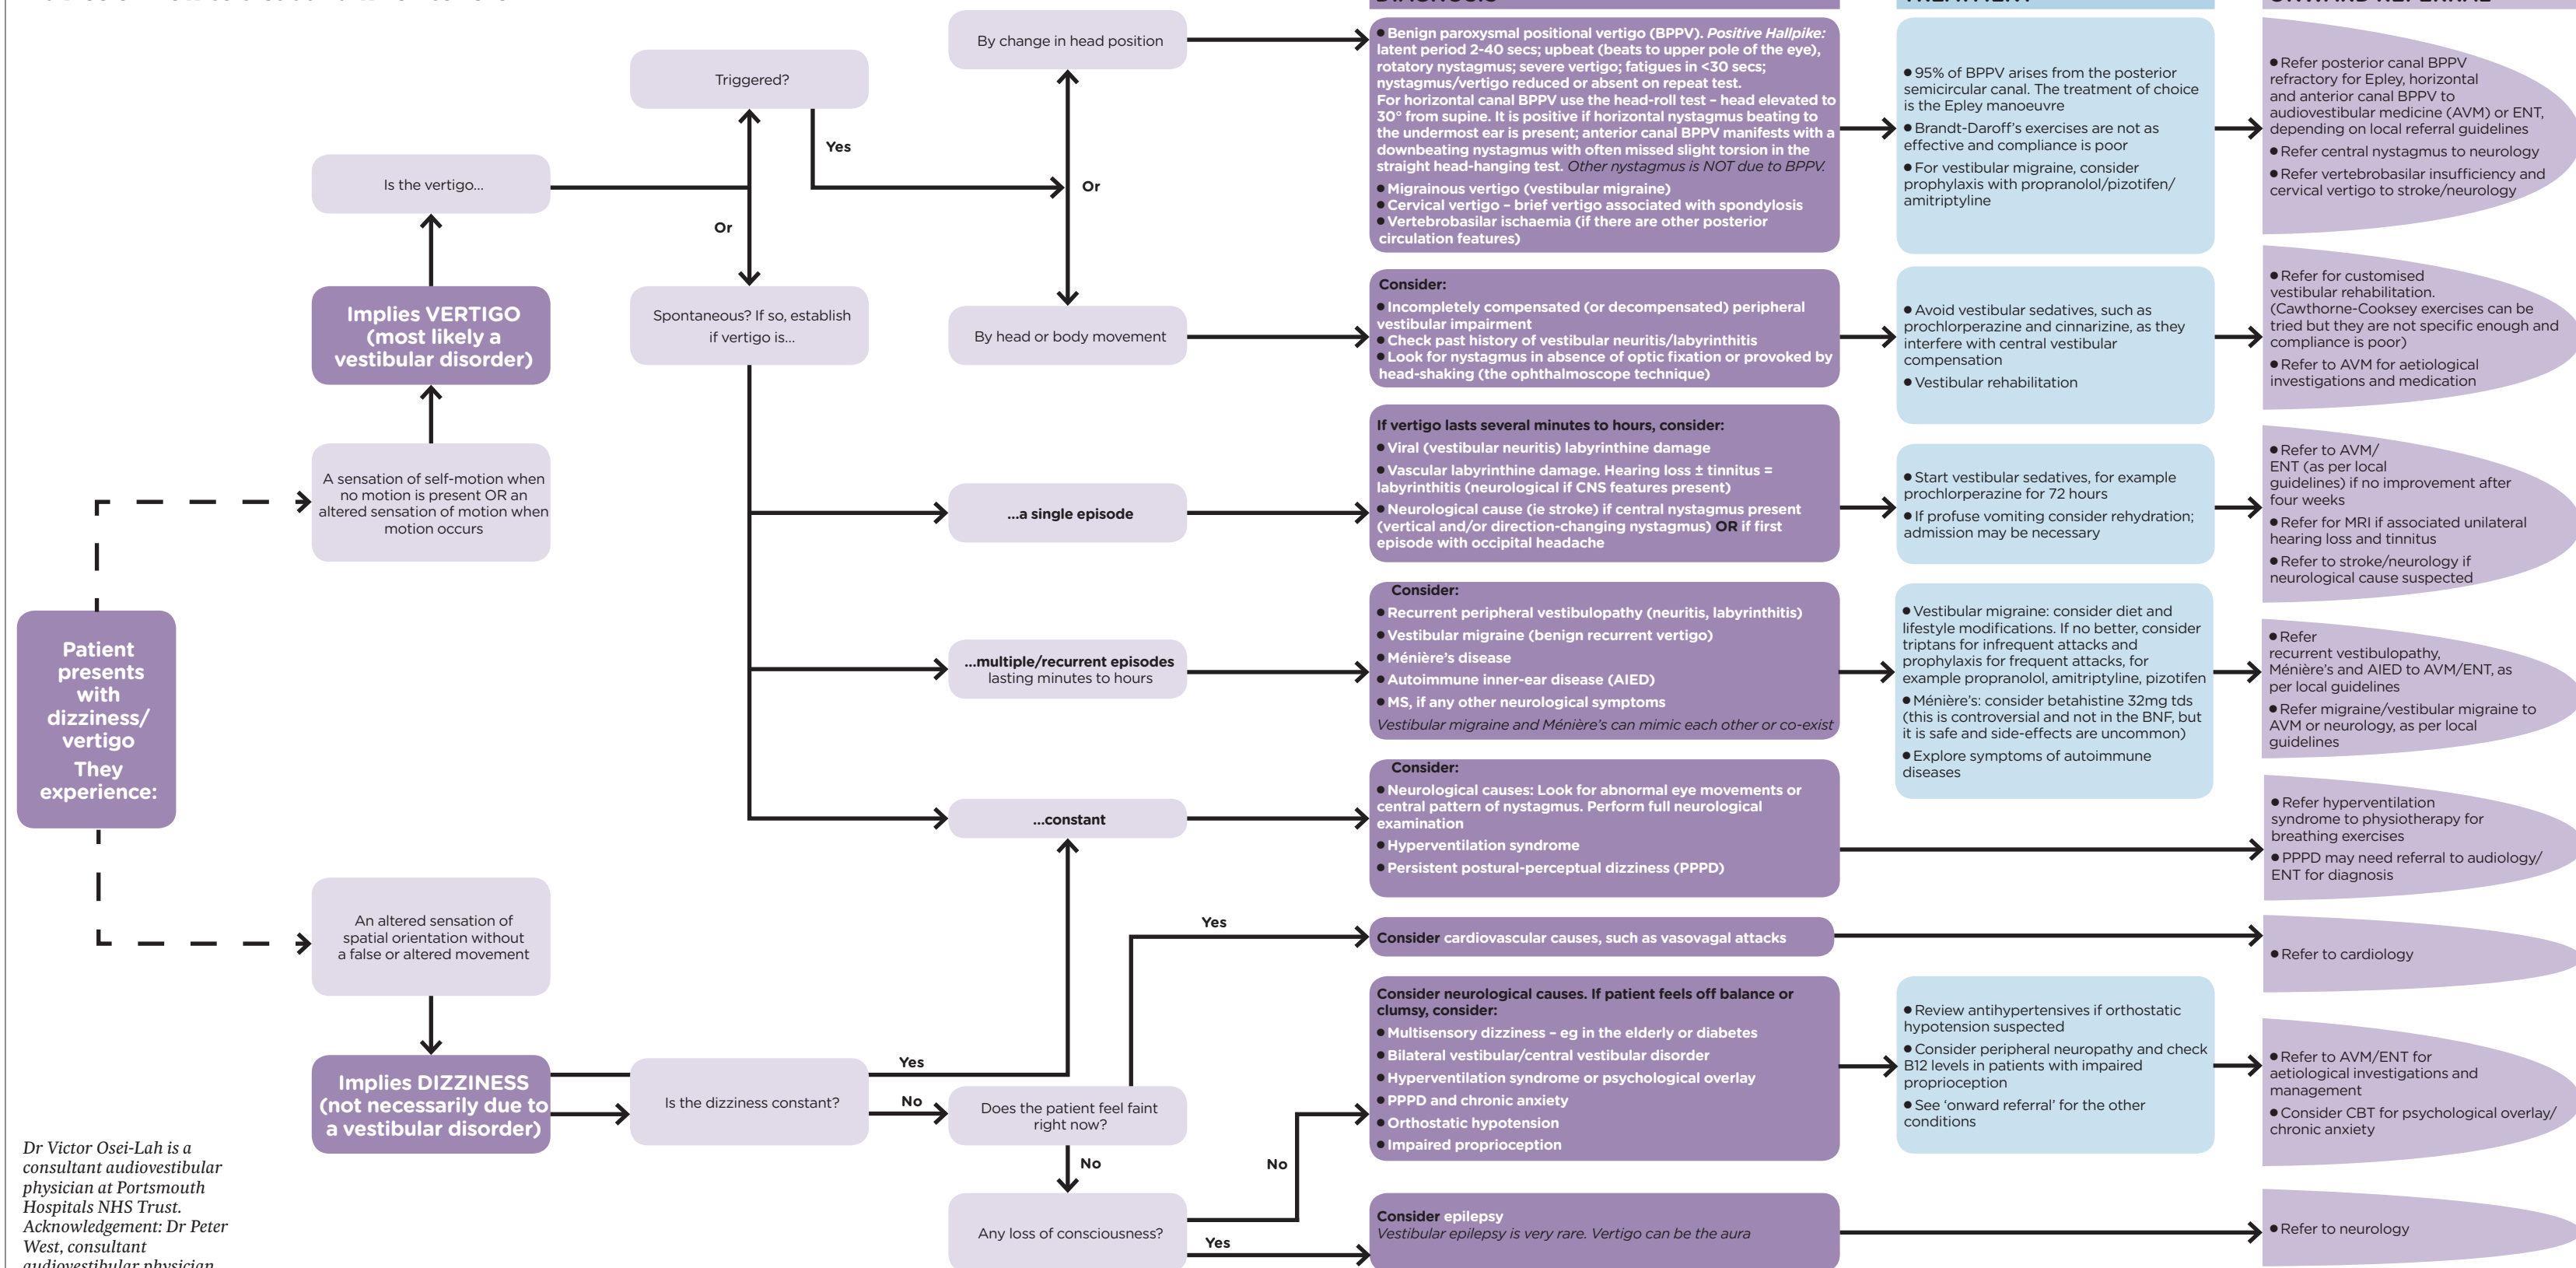 DIAGNOSIS
TREATMENT
ONWARD REFERRAL
Patient
presents
with
dizziness/
vertigo
They
experience:
A sensation of self-motion when
no motion is present OR an
altered sensation of motion when
motion occurs
Implies VERTIGO
(most likely a
vestibular disorder)
Is the vertigo...
Triggered?
Yes
Or
Spontaneous? If so, establish
if vertigo is...
By change in head position
Or
By head or body movement
...a single episode
...multiple/recurrent episodes
lasting minutes to hours
...constant
An altered sensation of
spatial orientation without
a false or altered movement
Implies DIZZINESS
(not necessarily due to
a vestibular disorder)
Is the dizziness constant?
Yes
No
Does the patient feel faint
right now?
Yes
No
Any loss of consciousness?
No
Yes
● Benign paroxysmal positional vertigo (BPPV). Positive Hallpike:
latent period 2-40 secs; upbeat (beats to upper pole of the eye),
rotatory nystagmus; severe vertigo; fatigues in <30 secs;
nystagmus/vertigo reduced or absent on repeat test.
For horizontal canal BPPV use the head-roll test – head elevated to
30° from supine. It is positive if horizontal nystagmus beating to
the undermost ear is present; anterior canal BPPV manifests with a
downbeating nystagmus with often missed slight torsion in the
straight head-hanging test. Other nystagmus is NOT due to BPPV.
● Migrainous vertigo (vestibular migraine)
● Cervical vertigo – brief vertigo associated with spondylosis
● Vertebrobasilar ischaemia (if there are other posterior
circulation features)
● 95% of BPPV arises from the posterior
semicircular canal. The treatment of choice
is the Epley manoeuvre
● Brandt-Daroff’s exercises are not as
effective and compliance is poor
● For vestibular migraine, consider
prophylaxis with propranolol/pizotifen/
amitriptyline
● Refer posterior canal BPPV
refractory for Epley, horizontal
and anterior canal BPPV to
audiovestibular medicine (AVM) or ENT,
depending on local referral guidelines
● Refer central nystagmus to neurology
● Refer vertebrobasilar insufficiency and
cervical vertigo to stroke/neurology
Consider:
● Incompletely compensated (or decompensated) peripheral
vestibular impairment
● Check past history of vestibular neuritis/labyrinthitis
● Look for nystagmus in absence of optic fixation or provoked by
head-shaking (the ophthalmoscope technique)
● Avoid vestibular sedatives, such as
prochlorperazine and cinnarizine, as they
interfere with central vestibular
compensation
● Vestibular rehabilitation
● Refer for customised
vestibular rehabilitation.
(Cawthorne-Cooksey exercises can be
tried but they are not specific enough and
compliance is poor)
● Refer to AVM for aetiological
investigations and medication
If vertigo lasts several minutes to hours, consider:
● Viral (vestibular neuritis) labyrinthine damage
● Vascular labyrinthine damage. Hearing loss ± tinnitus =
labyrinthitis (neurological if CNS features present)
● Neurological cause (ie stroke) if central nystagmus present
(vertical and/or direction-changing nystagmus) OR if first
episode with occipital headache
● Start vestibular sedatives, for example
prochlorperazine for 72 hours
● If profuse vomiting consider rehydration;
admission may be necessary
● Refer to AVM/
ENT (as per local
guidelines) if no improvement after
four weeks
● Refer for MRI if associated unilateral
hearing loss and tinnitus
● Refer to stroke/neurology if
neurological cause suspected
Consider:
● Recurrent peripheral vestibulopathy (neuritis, labyrinthitis)
● Vestibular migraine (benign recurrent vertigo)
● Ménière’s disease
● Autoimmune inner-ear disease (AIED)
● MS, if any other neurological symptoms
Vestibular migraine and Ménière’s can mimic each other or co-exist
● Vestibular migraine: consider diet and
lifestyle modifications. If no better, consider
triptans for infrequent attacks and
prophylaxis for frequent attacks, for
example propranolol, amitriptyline, pizotifen
● Ménière’s: consider betahistine 32mg tds
(this is controversial and not in the BNF, but
it is safe and side-effects are uncommon)
● Explore symptoms of autoimmune
diseases
● Refer
recurrent vestibulopathy,
Ménière’s and AIED to AVM/ENT, as
per local guidelines
● Refer migraine/vestibular migraine to
AVM or neurology, as per local
guidelines
Consider:
● Neurological causes: Look for abnormal eye movements or
central pattern of nystagmus. Perform full neurological
examination
● Hyperventilation syndrome
● Persistent postural-perceptual dizziness (PPPD)
● Refer hyperventilation
syndrome to physiotherapy for
breathing exercises
● PPPD may need referral to audiology/
ENT for diagnosis
Consider cardiovascular causes, such as vasovagal attacks
● Refer to cardiology
Consider neurological causes. If patient feels off balance or
clumsy, consider:
● Multisensory dizziness – eg in the elderly or diabetes
● Bilateral vestibular/central vestibular disorder
● Hyperventilation syndrome or psychological overlay
● PPPD and chronic anxiety
● Orthostatic hypotension
● Impaired proprioception
● Review antihypertensives if orthostatic
hypotension suspected
● Consider peripheral neuropathy and check
B12 levels in patients with impaired
proprioception
● See ‘onward referral’ for the other
conditions
● Refer to AVM/ENT for
aetiological investigations and
management
● Consider CBT for psychological overlay/
chronic anxiety
Consider epilepsy
Vestibular epilepsy is very rare. Vertigo can be the aura
● Refer to neurology
Dr Victor Osei-Lah is a
consultant audiovestibular
physician at Portsmouth
Hospitals NHS Trust.
Acknowledgement: Dr Peter
West, consultant
audiovestibular physician